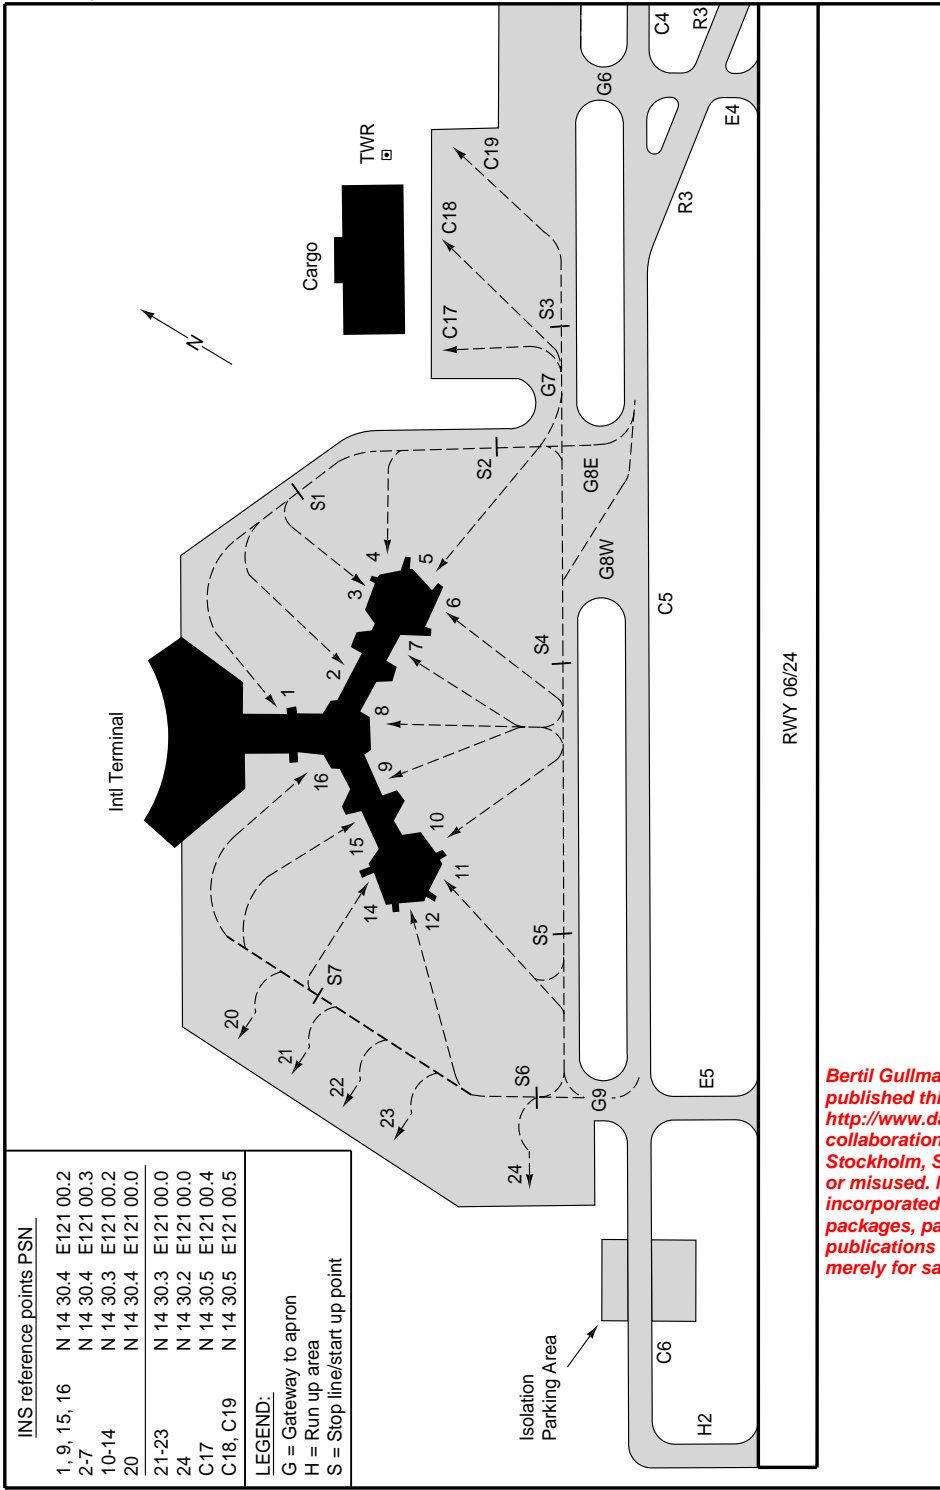 INS reference points PSN
1, 9, 15, 16 N 14 30.4 E121 00.2
2-7 N 14 30.4 E121 00.3
10-14 N 14 30.3 E121 00.2
20 N 14 30.4 E121 00.0
21-23 N 14 30.3 E121 00.0
24 N 14 30.2 E121 00.0
C17 N 14 30.5 E121 00.4
C18, C19 N 14 30.5 E121 00.5
LEGEND:
G = Gateway to apron
H = Run up area
S = Stop line/start up point
Intl Terminal
Cargo
TWR
N
C17
C18
C19
S1
S2
S3
S4
S5
S6
S7
1
2
3
4
5
6
7
8
9
10
11
12
14
15
16
20
21
22
23
24
G6
G7
G8E
G8W
G9
C4
R3
R3
E4
C5
E5
C6
H2
Isolation
Parking Area
RWY 06/24
Bertil Gullma
published thi
http://www.da
collaboration
Stockholm, S
or misused. I
incorporated
packages, pa
publications
merely for sa